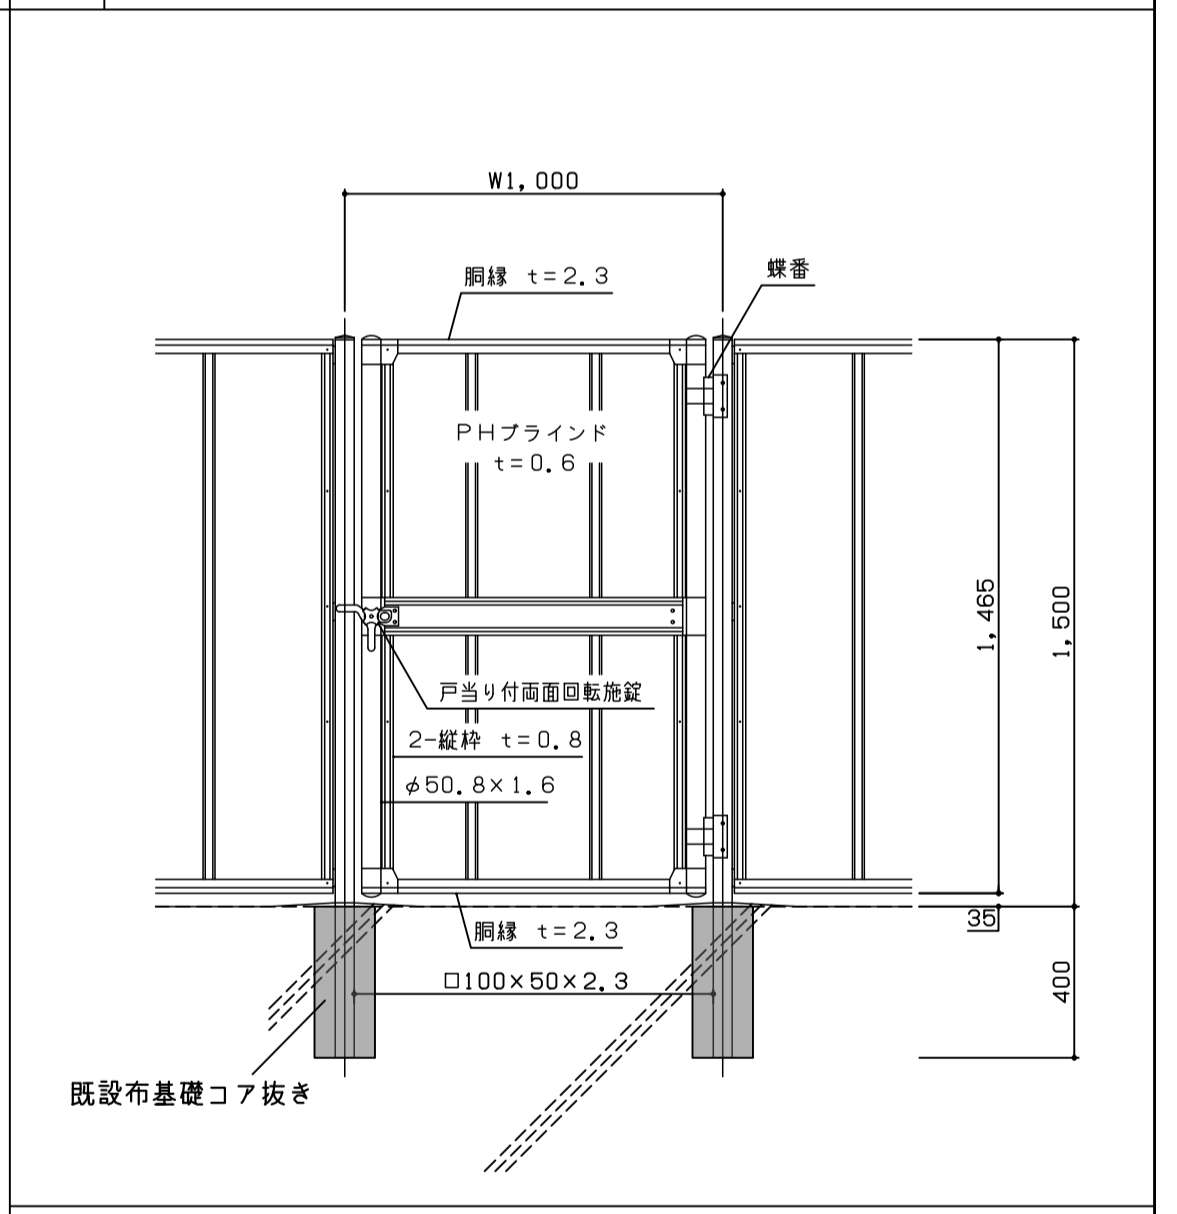 W1,000
胴縁 t=2.3
蝶番
PHブラインド
t=0.6
1,465
1,500
戸当り付両面回転施錠
2-縦枠 t=0.8
φ50.8×1.6
胴縁 t=2.3
35
□100×50×2.3
400
既設布基礎コア抜き